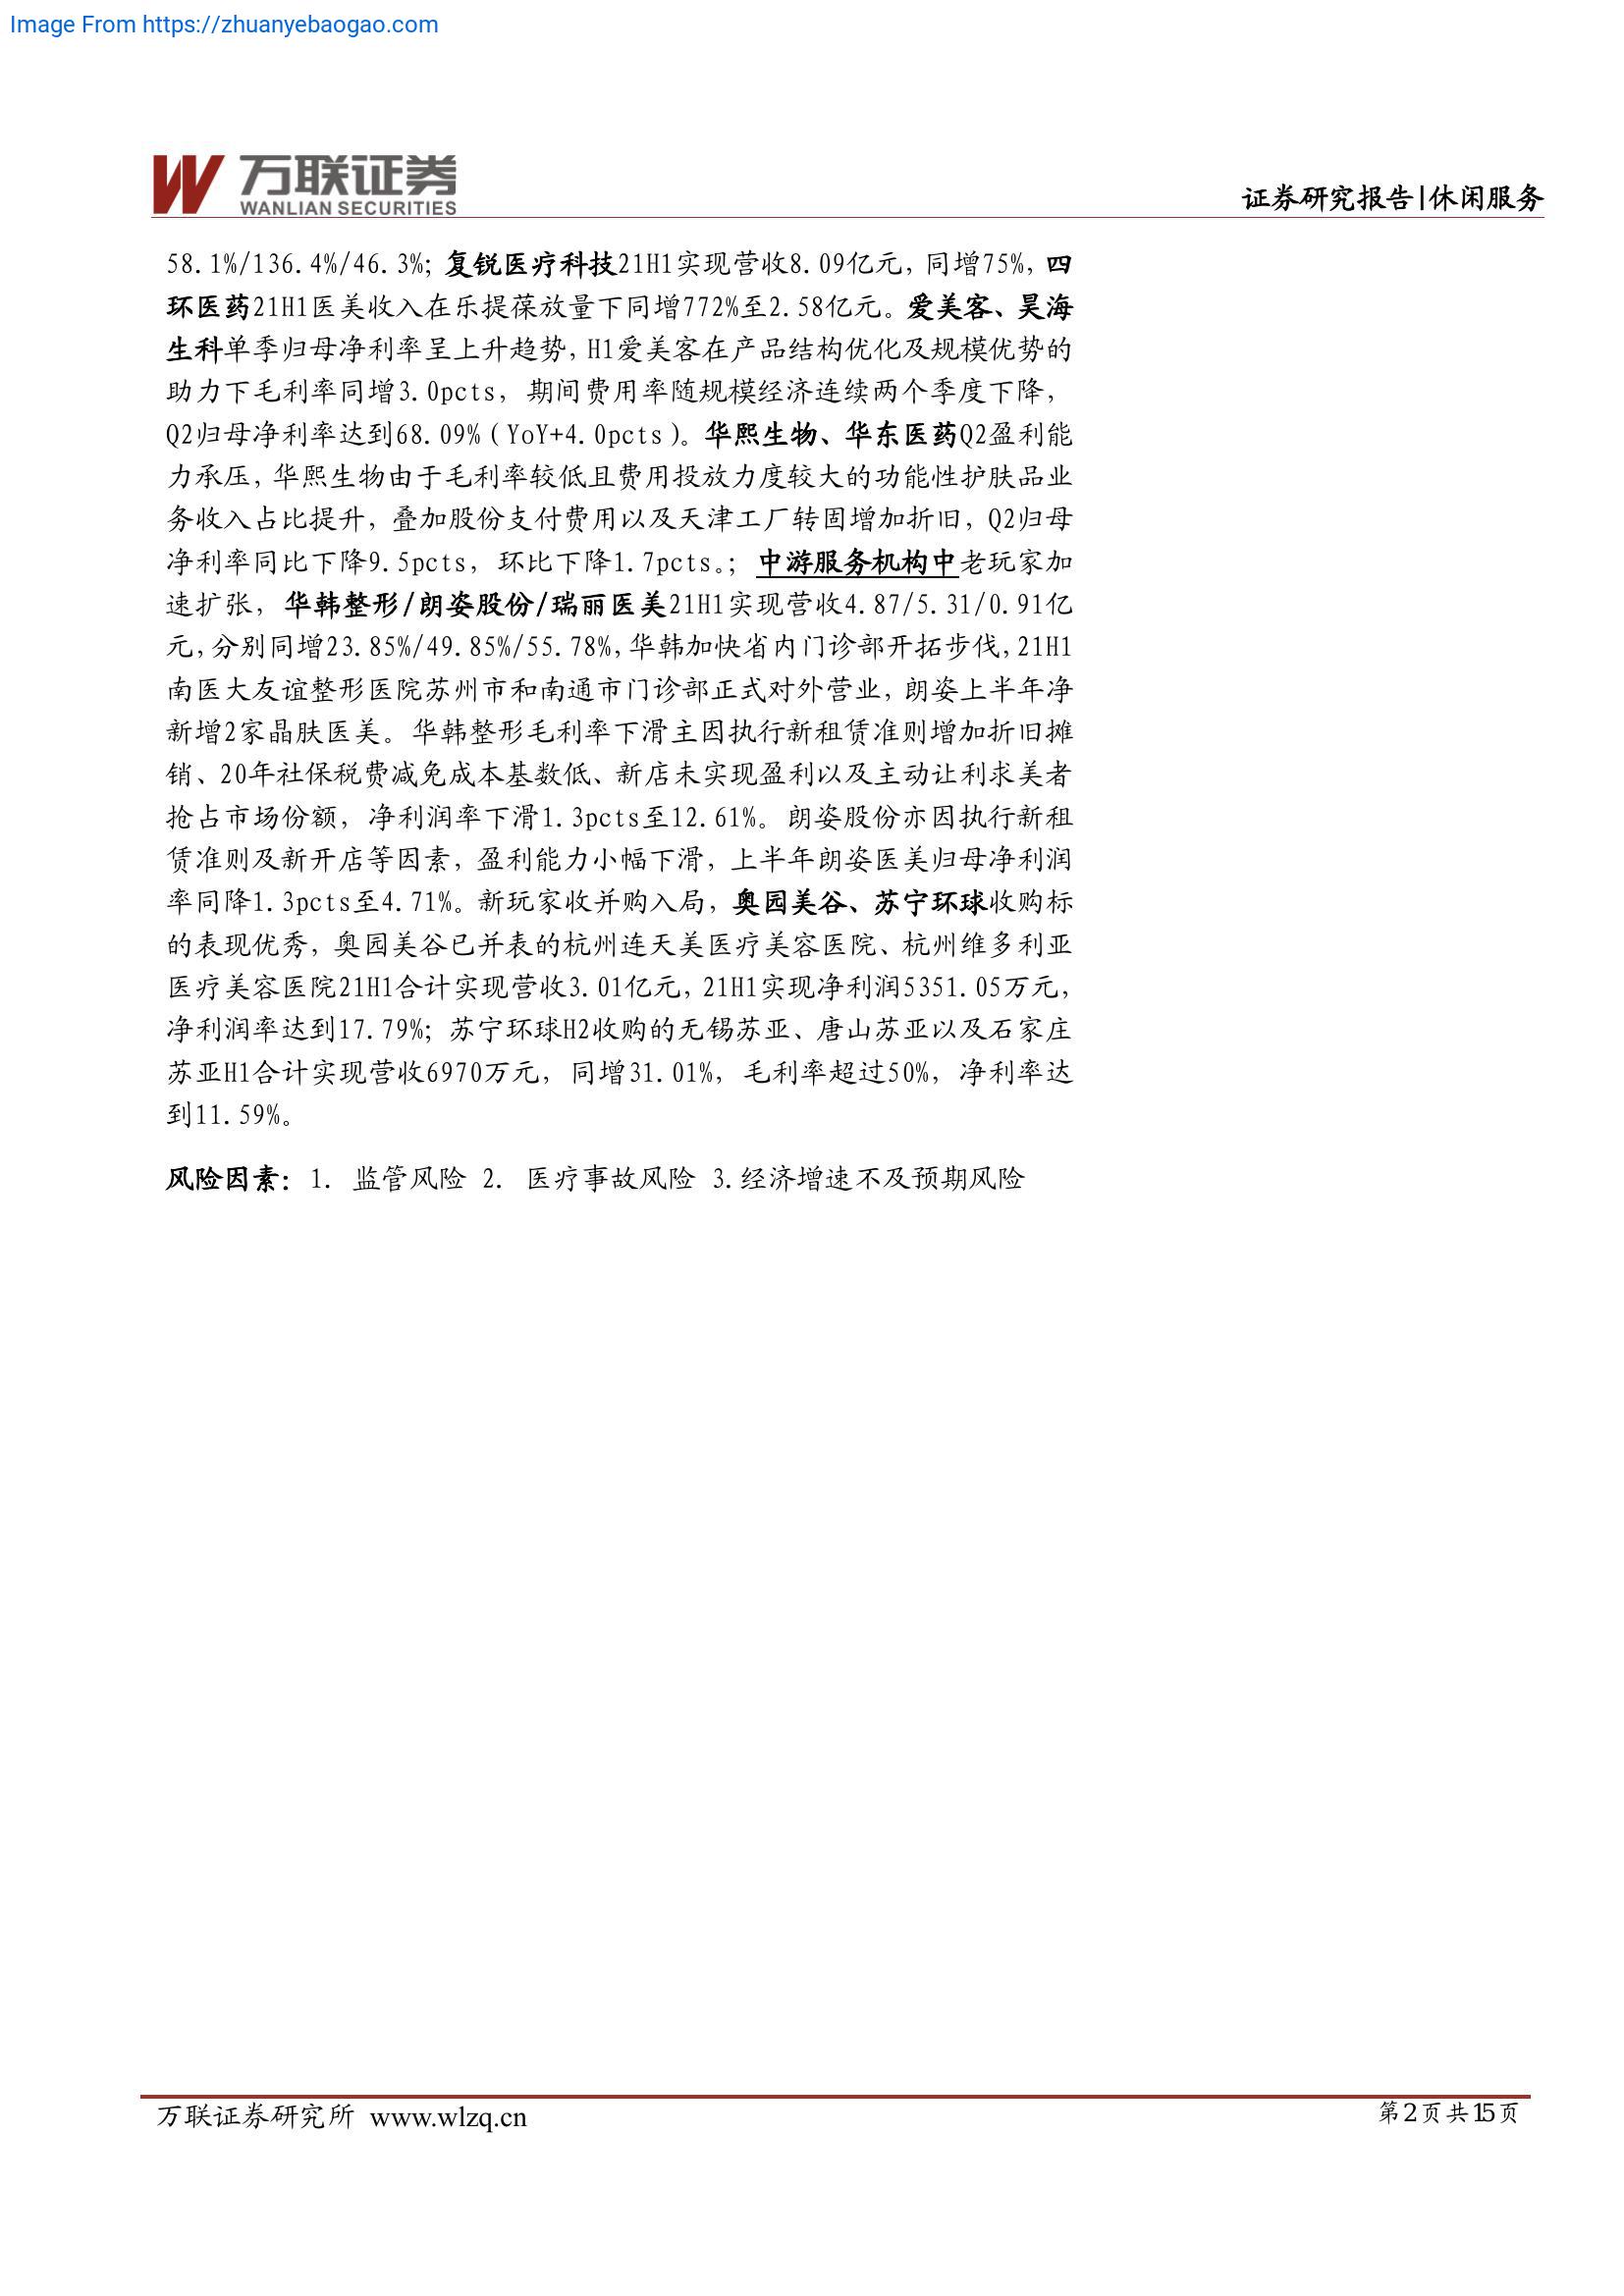 Image From https://zhuanyebaogao.com
万联证券
WANLIAN SECURITIES
证券研究报告|休闲服务
58.1%/136.4%/46.3%；复锐医疗科技21H1实现营收8.09亿元，同增75%，四
环医药21H1医美收入在乐提葆放量下同增772%至2.58亿元。爱美客、昊海
生科单季归母净利率呈上升趋势，H1爱美客在产品结构优化及规模优势的
助力下毛利率同增3.0pcts，期间费用率随规模经济连续两个季度下降，
Q2归母净利率达到68.09%（YoY+4.0pcts）。华熙生物、华东医药Q2盈利能
力承压，华熙生物由于毛利率较低且费用投放力度较大的功能性护肤品业
务收入占比提升，叠加股份支付费用以及天津工厂转固增加折旧，Q2归母
净利率同比下降9.5pcts，环比下降1.7pcts。；中游服务机构中老玩家加
速扩张，华韩整形/朗姿股份/瑞丽医美21H1实现营收4.87/5.31/0.91亿
元，分别同增23.85%/49.85%/55.78%，华韩加快省内门诊部开拓步伐，21H1
南医大友谊整形医院苏州市和南通市门诊部正式对外营业，朗姿上半年净
新增2家晶肤医美。华韩整形毛利率下滑主因执行新租赁准则增加折旧摊
销、20年社保税费减免成本基数低、新店未实现盈利以及主动让利求美者
抢占市场份额，净利润率下滑1.3pcts至12.61%。朗姿股份亦因执行新租
赁准则及新开店等因素，盈利能力小幅下滑，上半年朗姿医美归母净利润
率同降1.3pcts至4.71%。新玩家收并购入局，奥园美谷、苏宁环球收购标
的表现优秀，奥园美谷已并表的杭州连天美医疗美容医院、杭州维多利亚
医疗美容医院21H1合计实现营收3.01亿元，21H1实现净利润5351.05万元，
净利润率达到17.79%；苏宁环球H2收购的无锡苏亚、唐山苏亚以及石家庄
苏亚H1合计实现营收6970万元，同增31.01%，毛利率超过50%，净利率达
到11.59%。
风险因素：1. 监管风险 2. 医疗事故风险 3.经济增速不及预期风险
万联证券研究所 www.wlzq.cn
第2页共15页